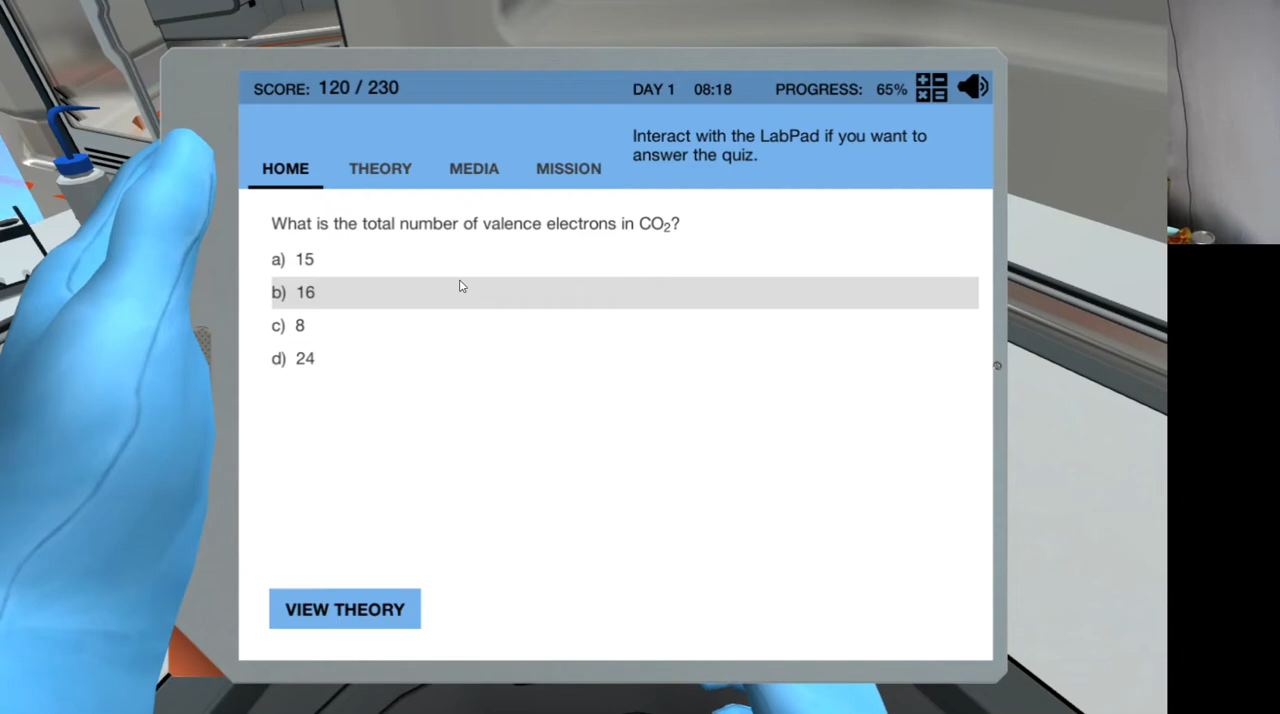 SCORE: 120 / 230 DAY 1 08:18 PROGRESS: 65%
Interact with the LabPad if you want to
answer the quiz.
HOME THEORY MEDIA MISSION
What is the total number of valence electrons in CO₂?
a) 15
b) 16
c) 8
d) 24
VIEW THEORY